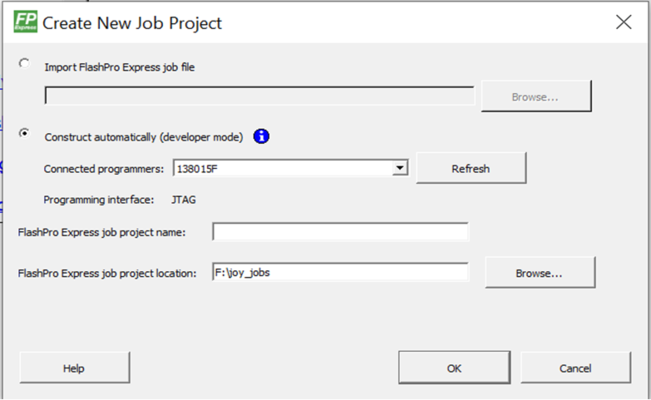 FP
Express
Create New Job Project
Import FlashPro Express job file
Browse...
Construct automatically (developer mode)
Connected programmers: 138015F Refresh
Programming interface: JTAG
FlashPro Express job project name:
FlashPro Express job project location: F:\joy_jobs Browse...
Help OK Cancel